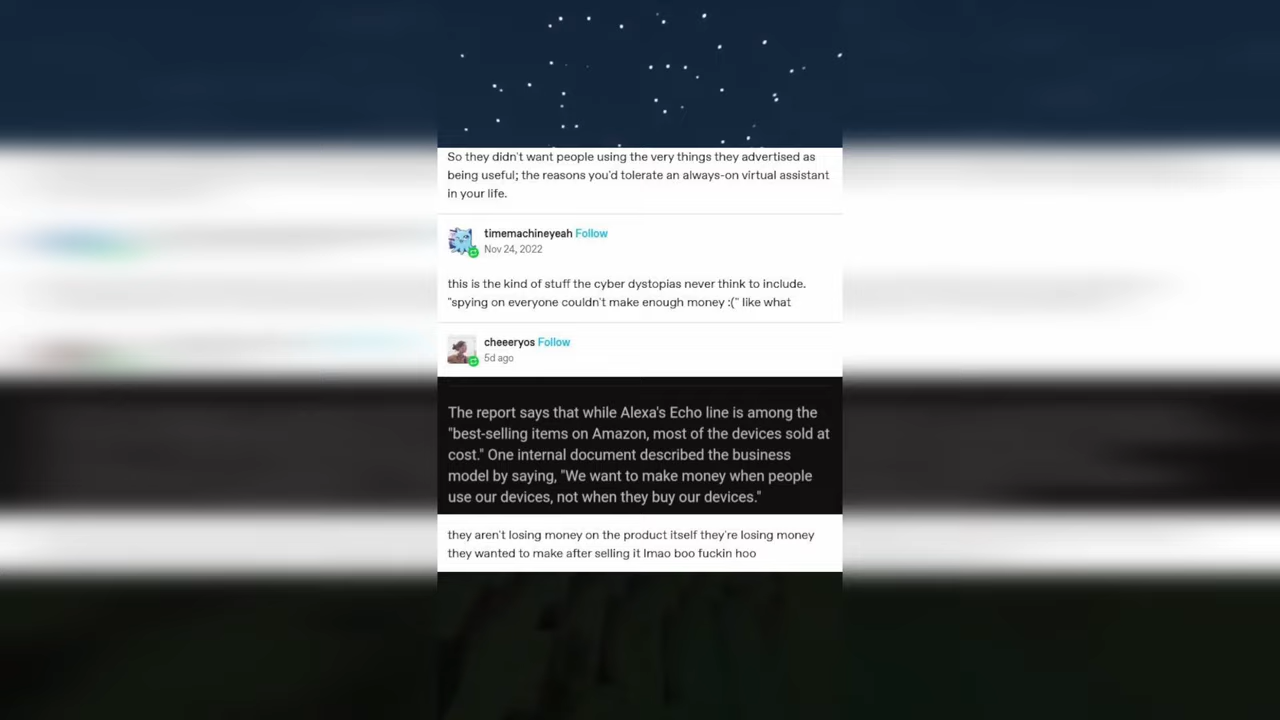 So they didn't want people using the very things they advertised as
being useful; the reasons you'd tolerate an always-on virtual assistant
in your life.
timemachineyeah Follow
Nov 24, 2022
this is the kind of stuff the cyber dystopias never think to include.
"spying on everyone couldn't make enough money :(" like what
cheeeryos Follow
5d ago
The report says that while Alexa's Echo line is among the
"best-selling items on Amazon, most of the devices sold at
cost." One internal document described the business
model by saying, "We want to make money when people
use our devices, not when they buy our devices."
they aren't losing money on the product itself they're losing money
they wanted to make after selling it lmao boo fuckin hoo